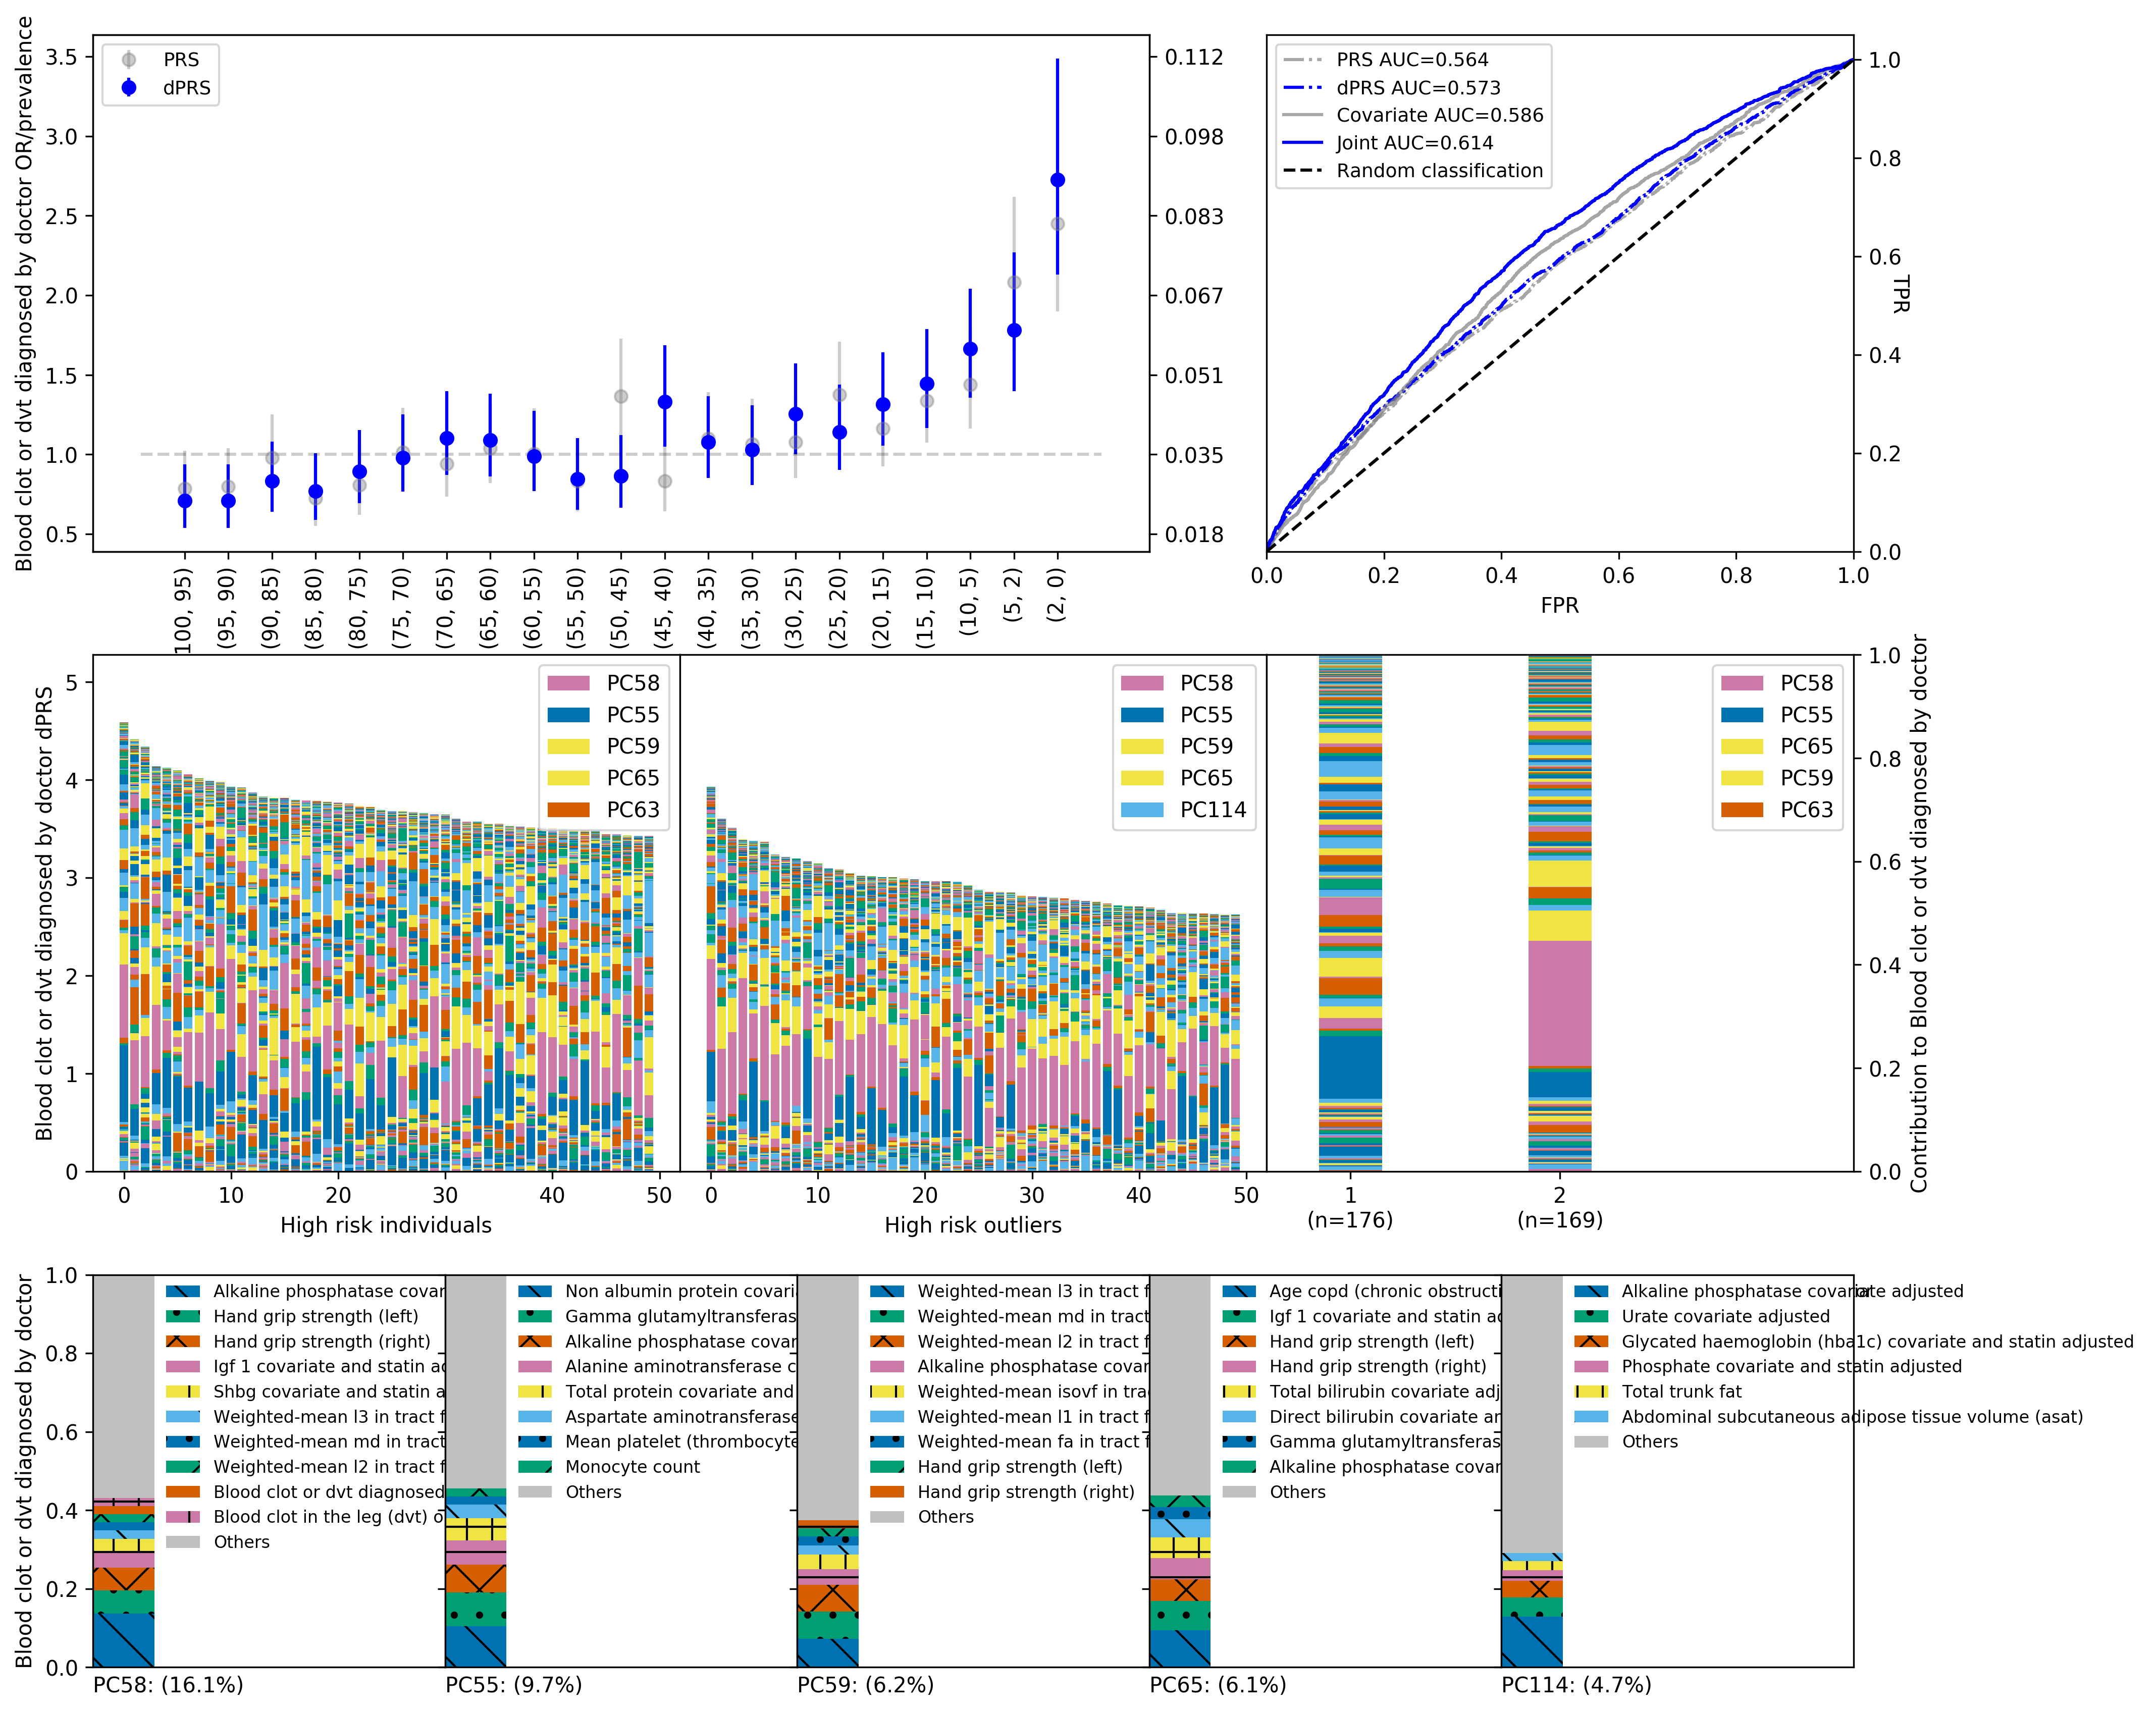 Blood clot or dvt diagnosed by doctor OR/prevalence
3.5
3.0
2.5
2.0
1.5
1.0
0.5
PRS
dPRS
0.112
0.098
0.083
0.067
0.051
0.035
0.018
100, 95)
(95, 90)
(90, 85)
(85, 80)
(80, 75)
(75, 70)
(70, 65)
(65, 60)
(60, 55)
(55, 50)
(50, 45)
(45, 40)
(40, 35)
(35, 30)
(30, 25)
(25, 20)
(20, 15)
(15, 10)
(10, 5)
(5, 2)
(2, 0)
PRS AUC=0.564
dPRS AUC=0.573
Covariate AUC=0.586
Joint AUC=0.614
Random classification
1.0
0.8
0.6
0.4
0.2
0.0
TPR
0.0 0.2 0.4 0.6 0.8 1.0
FPR
Blood clot or dvt diagnosed by doctor dPRS
5
4
3
2
1
0
PC58
PC55
PC59
PC65
PC63
0 10 20 30 40 50
High risk individuals
PC58
PC55
PC59
PC65
PC114
0 10 20 30 40 50
High risk outliers
PC58
PC55
PC65
PC59
PC63
1 2
(n=176) (n=169)
1.0
0.8
0.6
0.4
0.2
0.0
Contribution to Blood clot or dvt diagnosed by doctor
Blood clot or dvt diagnosed by doctor
1.0
0.8
0.6
0.4
0.2
0.0
Alkaline phosphatase covar
Hand grip strength (left)
Hand grip strength (right)
Igf 1 covariate and statin ad
Shbg covariate and statin a
Weighted-mean l3 in tract f
Weighted-mean md in tract
Weighted-mean l2 in tract f
Blood clot or dvt diagnosed
Blood clot in the leg (dvt) o
Others
PC58: (16.1%)
Non albumin protein covari
Gamma glutamyltransferas
Alkaline phosphatase covar
Alanine aminotransferase c
Total protein covariate and
Aspartate aminotransferase
Mean platelet (thrombocyte
Monocyte count
Others
PC55: (9.7%)
Weighted-mean l3 in tract f
Weighted-mean md in tract
Weighted-mean l2 in tract f
Alkaline phosphatase covar
Weighted-mean isovf in trac
Weighted-mean l1 in tract f
Weighted-mean fa in tract f
Hand grip strength (left)
Hand grip strength (right)
Others
PC59: (6.2%)
Age copd (chronic obstructi
Igf 1 covariate and statin ad
Hand grip strength (left)
Hand grip strength (right)
Total bilirubin covariate adj
Direct bilirubin covariate ar
Gamma glutamyltransferas
Alkaline phosphatase covar
Others
PC65: (6.1%)
Alkaline phosphatase covariate adjusted
Urate covariate adjusted
Glycated haemoglobin (hba1c) covariate and statin adjusted
Phosphate covariate and statin adjusted
Total trunk fat
Abdominal subcutaneous adipose tissue volume (asat)
Others
PC114: (4.7%)